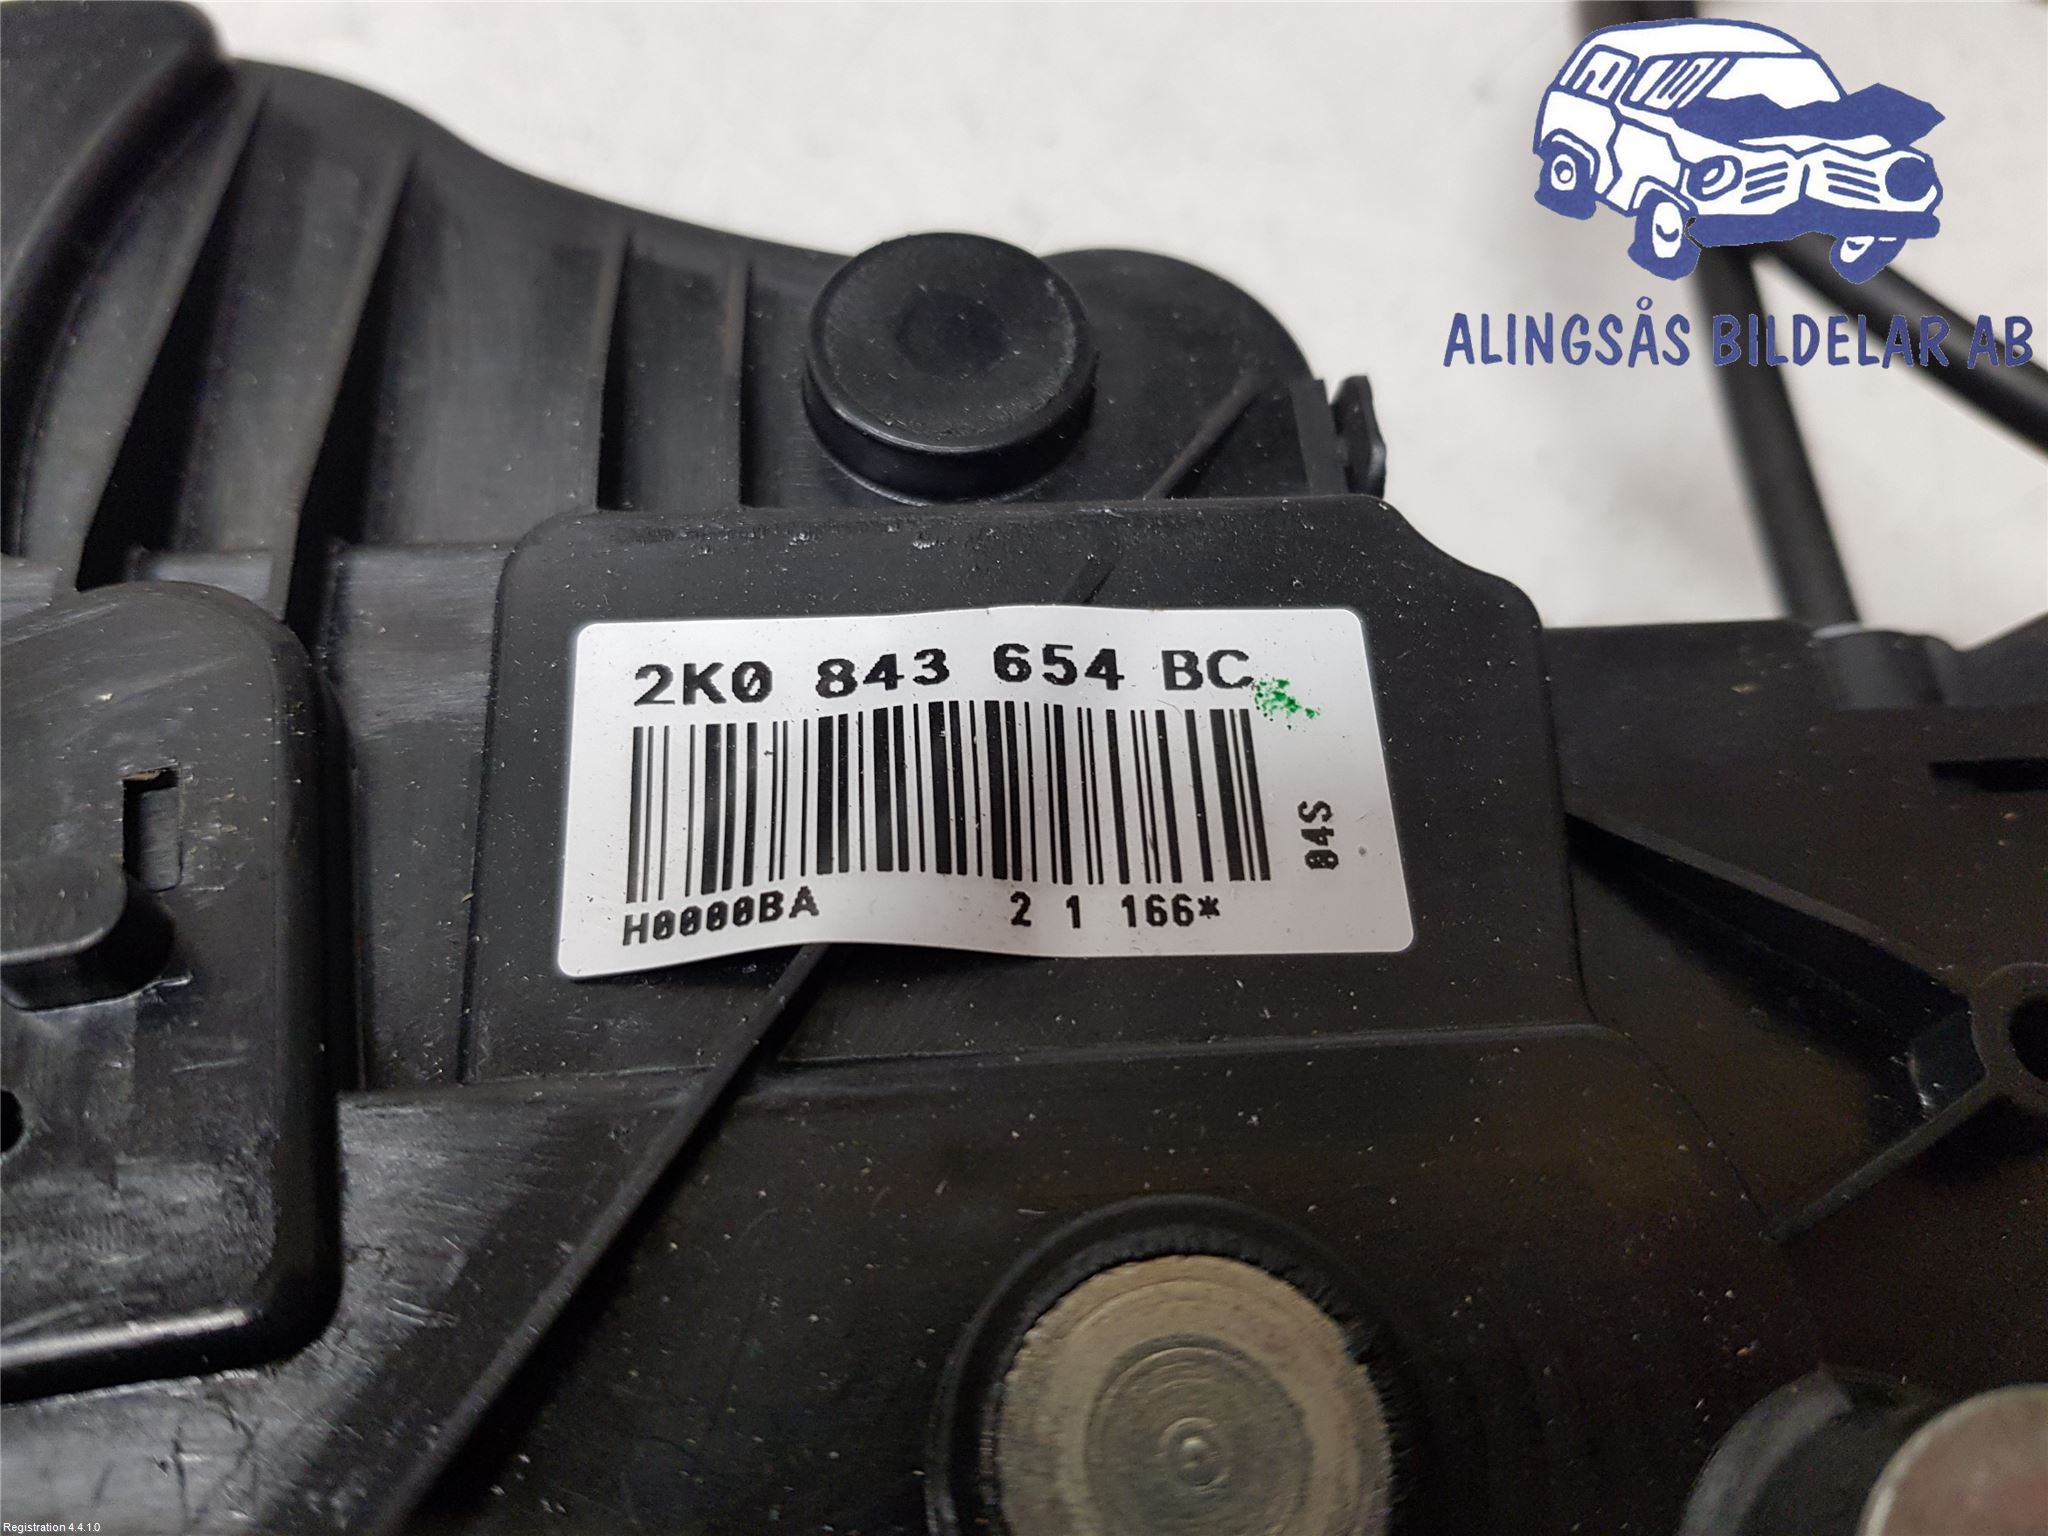 ALINGSÅS BILDELAR AB
2K0 843 654 BC
04S
H0000BA 2 1 166*
Registration 4.4.1.0